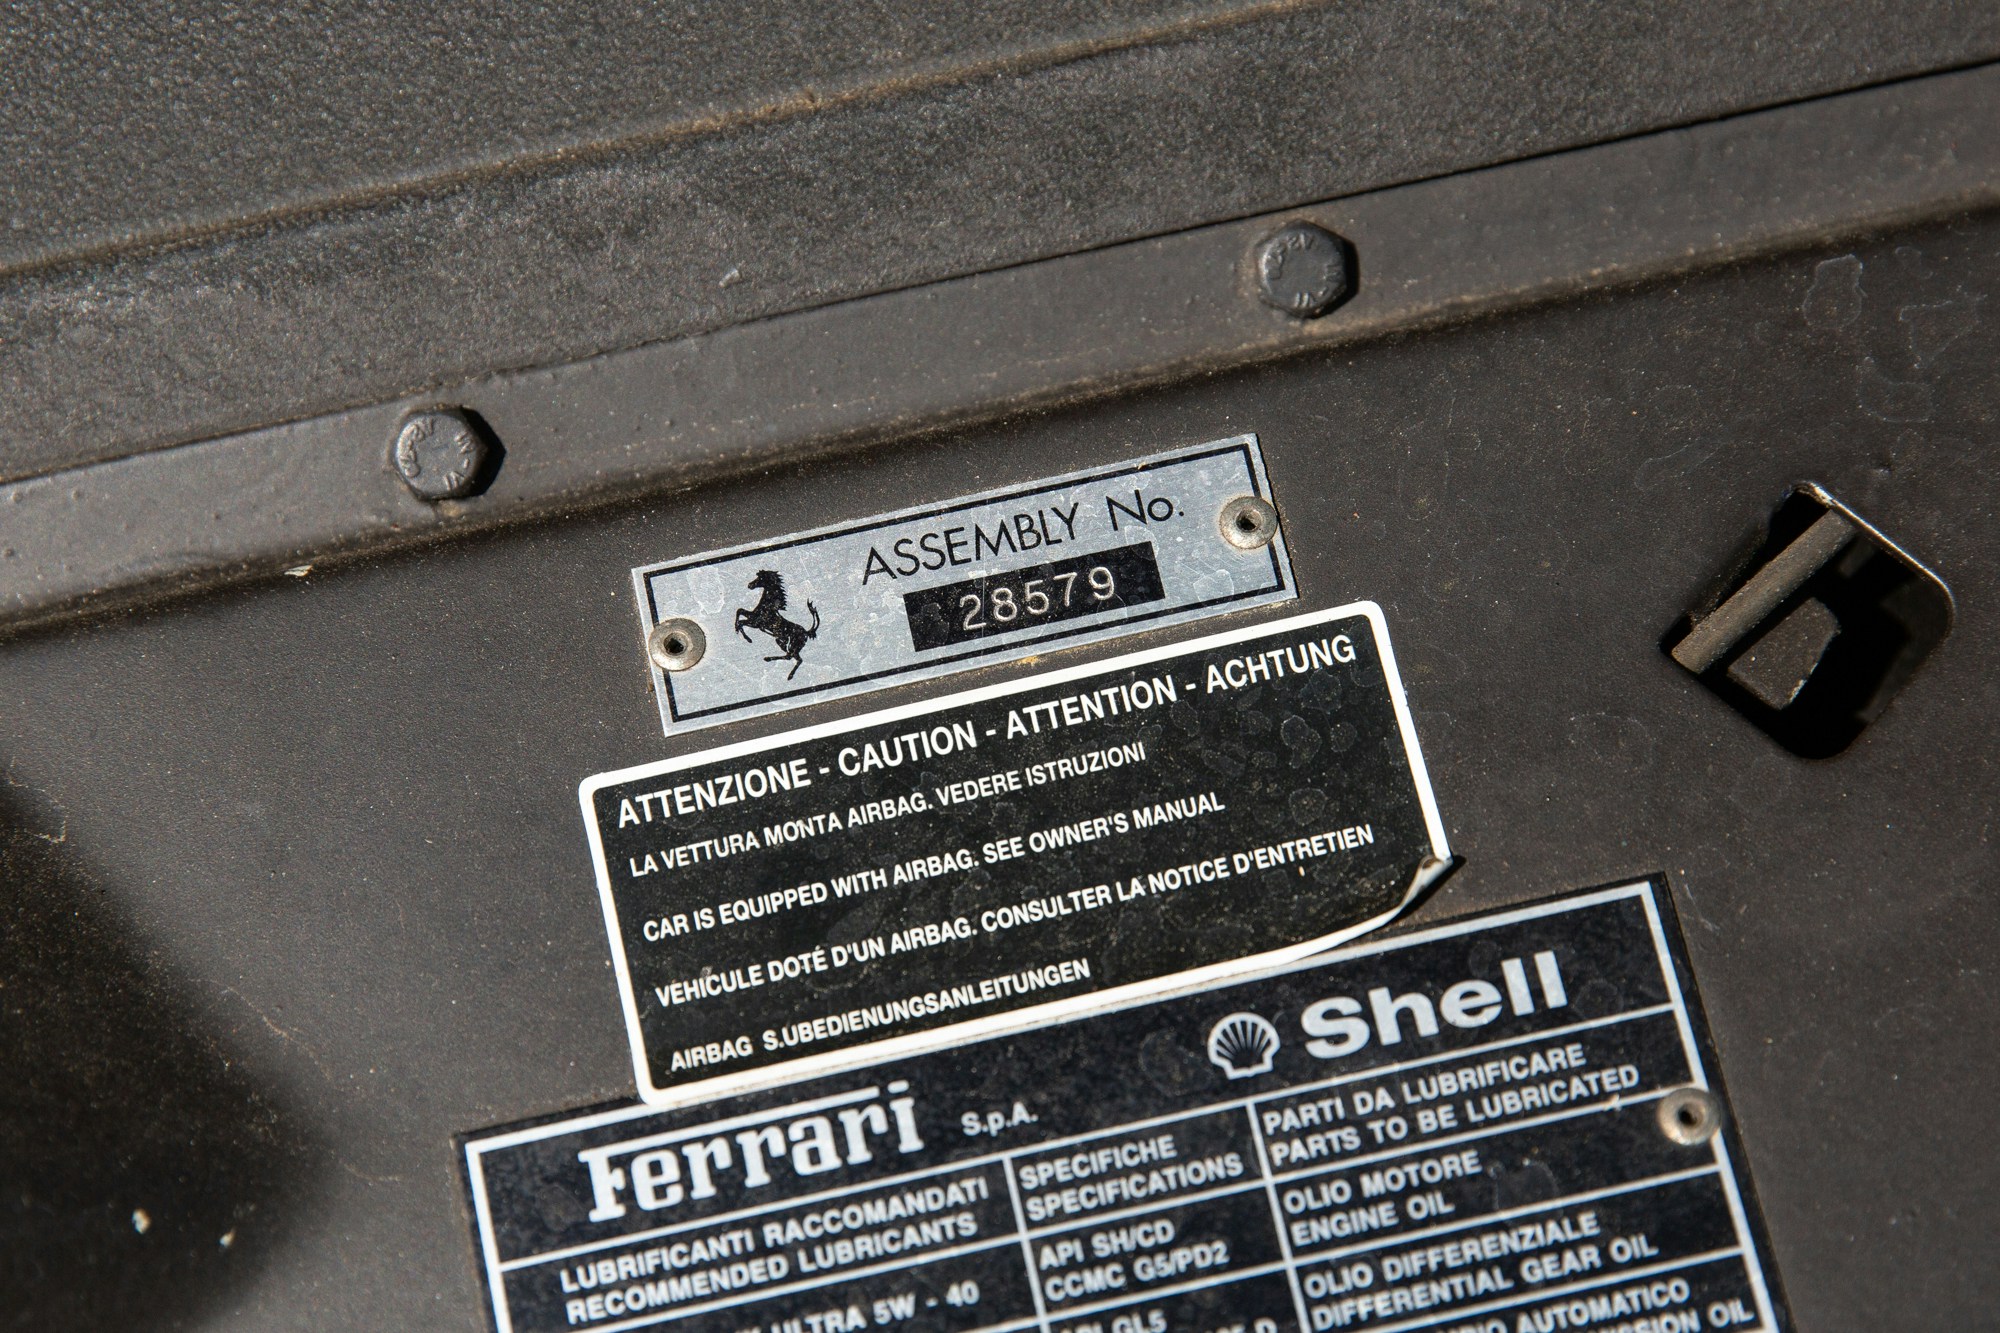 ASSEMBLY No.
28579
ATTENZIONE - CAUTION - ATTENTION - ACHTUNG
LA VETTURA MONTA AIRBAG. VEDERE ISTRUZIONI
CAR IS EQUIPPED WITH AIRBAG. SEE OWNER'S MANUAL
VEHICULE DOTÉ D'UN AIRBAG. CONSULTER LA NOTICE D'ENTRETIEN
AIRBAG S.UBEDIENUNGSANLEITUNGEN
Shell
Ferrari S.p.A.
LUBRIFICANTI RACCOMANDATI
RECOMMENDED LUBRICANTS
SPECIFICHE
SPECIFICATIONS
PARTI DA LUBRIFICARE
PARTS TO BE LUBRICATED
ULTRA 5W - 40
API SH/CD
CCMC G5/PD2
OLIO MOTORE
ENGINE OIL
GL5
OLIO DIFFERENZIALE
DIFFERENTIAL GEAR OIL
AUTOMATICO
OIL